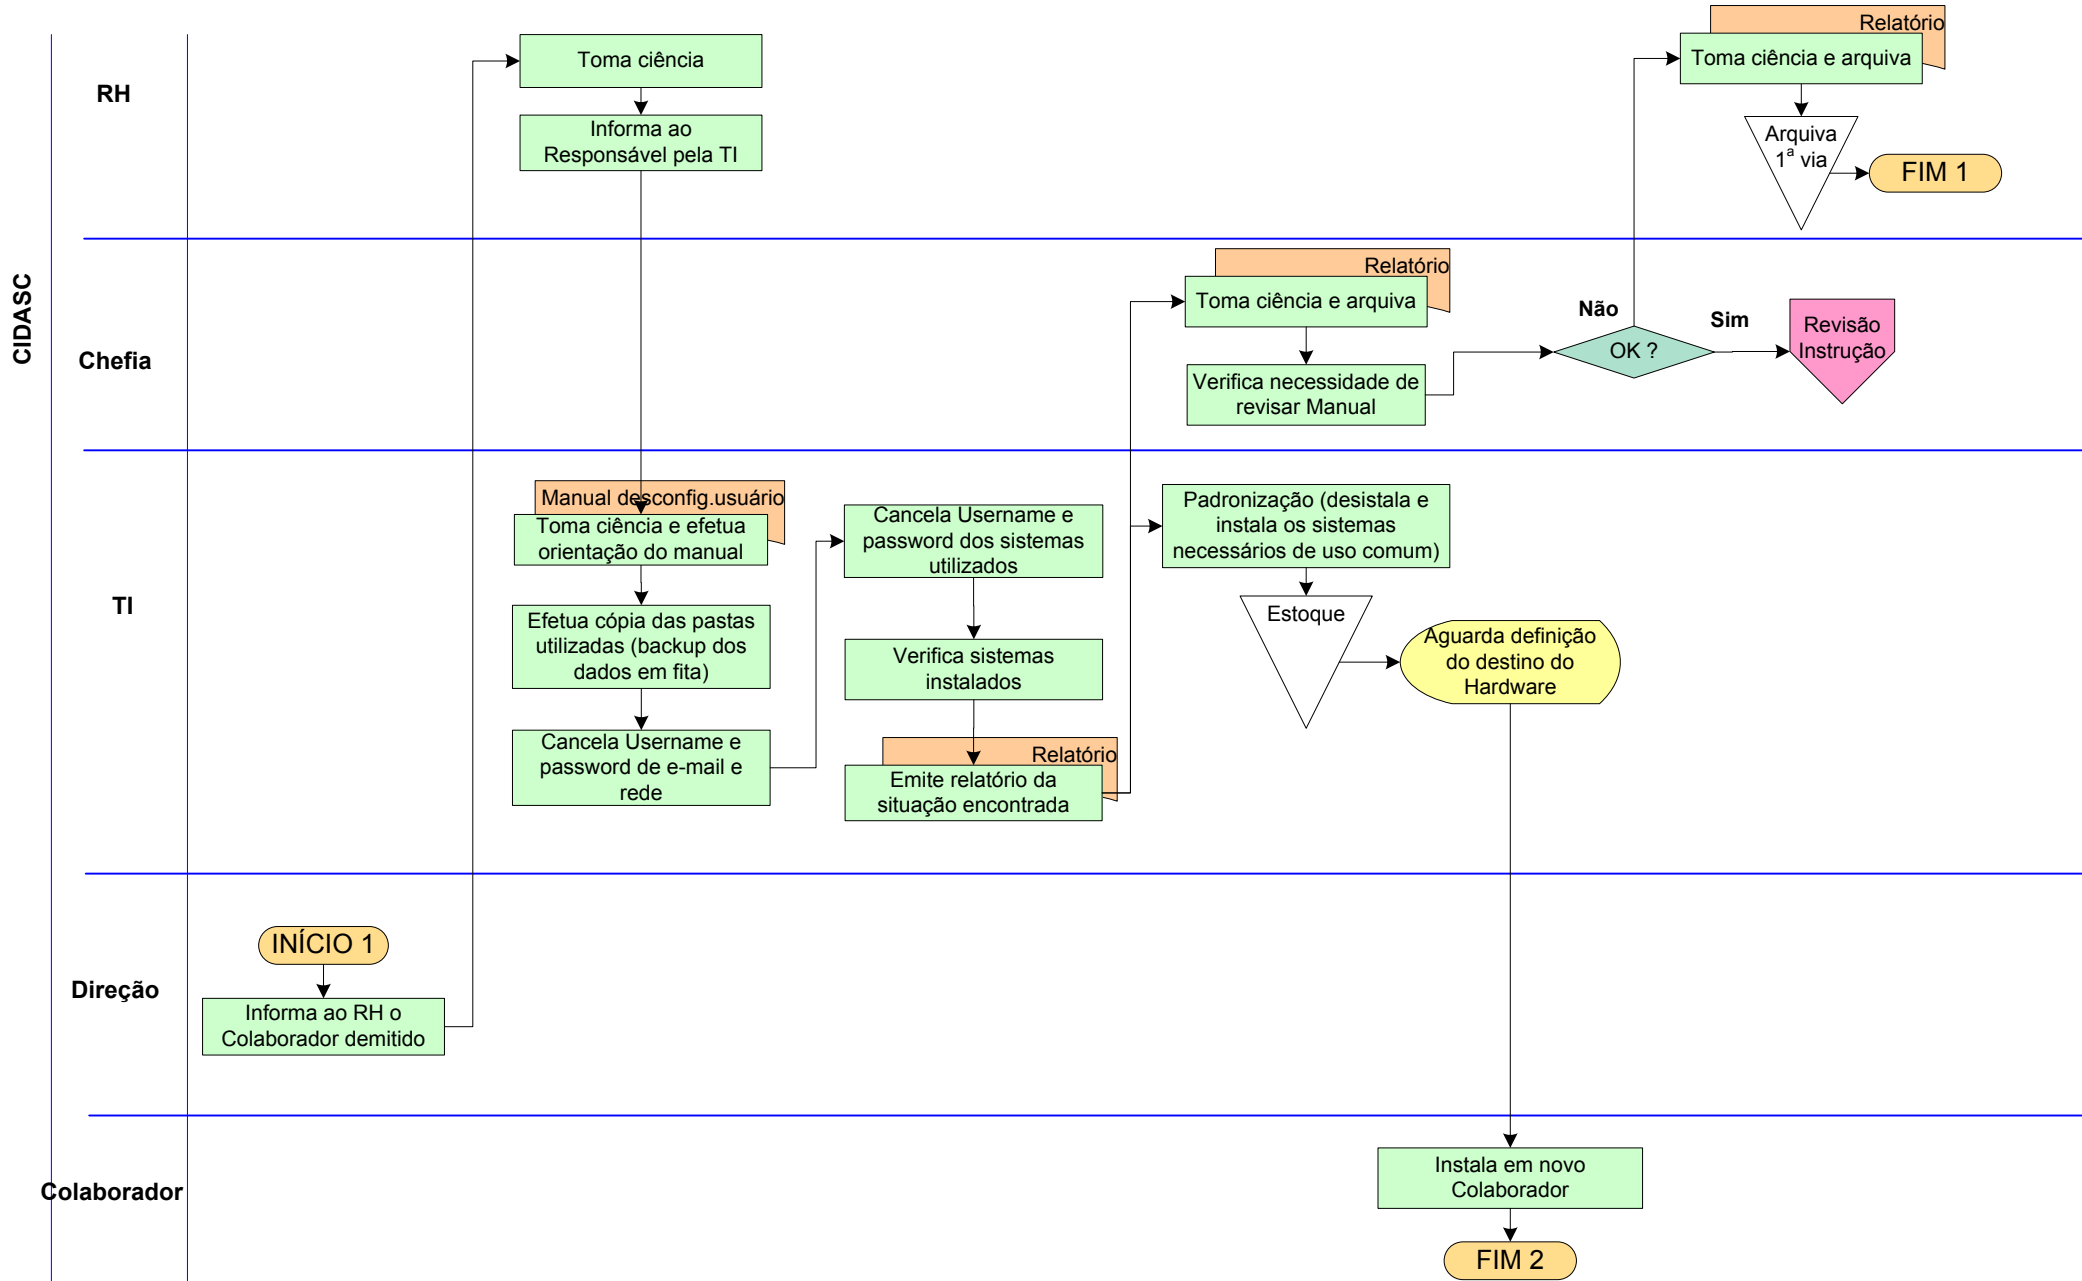 CIDASC
RH
Toma ciência
Informa ao
Responsável pela TI
Relatório
Toma ciência e arquiva
Arquiva
1ª via
FIM 1
Chefia
Relatório
Toma ciência e arquiva
Verifica necessidade de
revisar Manual
Não
OK ?
Sim
Revisão
Instrução
TI
Manual desconfig.usuário
Toma ciência e efetua
orientação do manual
Efetua cópia das pastas
utilizadas (backup dos
dados em fita)
Cancela Username e
password de e-mail e
rede
Cancela Username e
password dos sistemas
utilizados
Verifica sistemas
instalados
Relatório
Emite relatório da
situação encontrada
Padronização (desistala e
instala os sistemas
necessários de uso comum)
Estoque
Aguarda definição
do destino do
Hardware
Direção
INÍCIO 1
Informa ao RH o
Colaborador demitido
Colaborador
Instala em novo
Colaborador
FIM 2